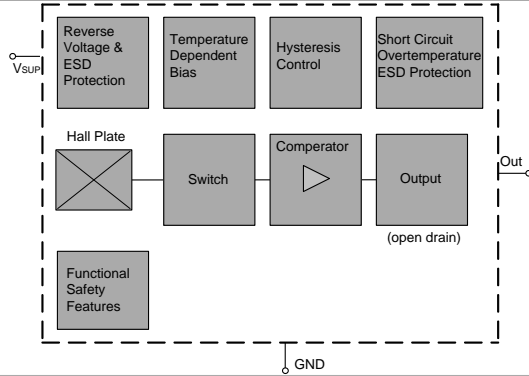 Reverse
Voltage &
ESD
Protection
Temperature
Dependent
Bias
Hysteresis
Control
Short Circuit
Overtemperature
ESD Protection
VSUP
Hall Plate
Switch
Comperator
Output
Out
(open drain)
Functional
Safety
Features
GND